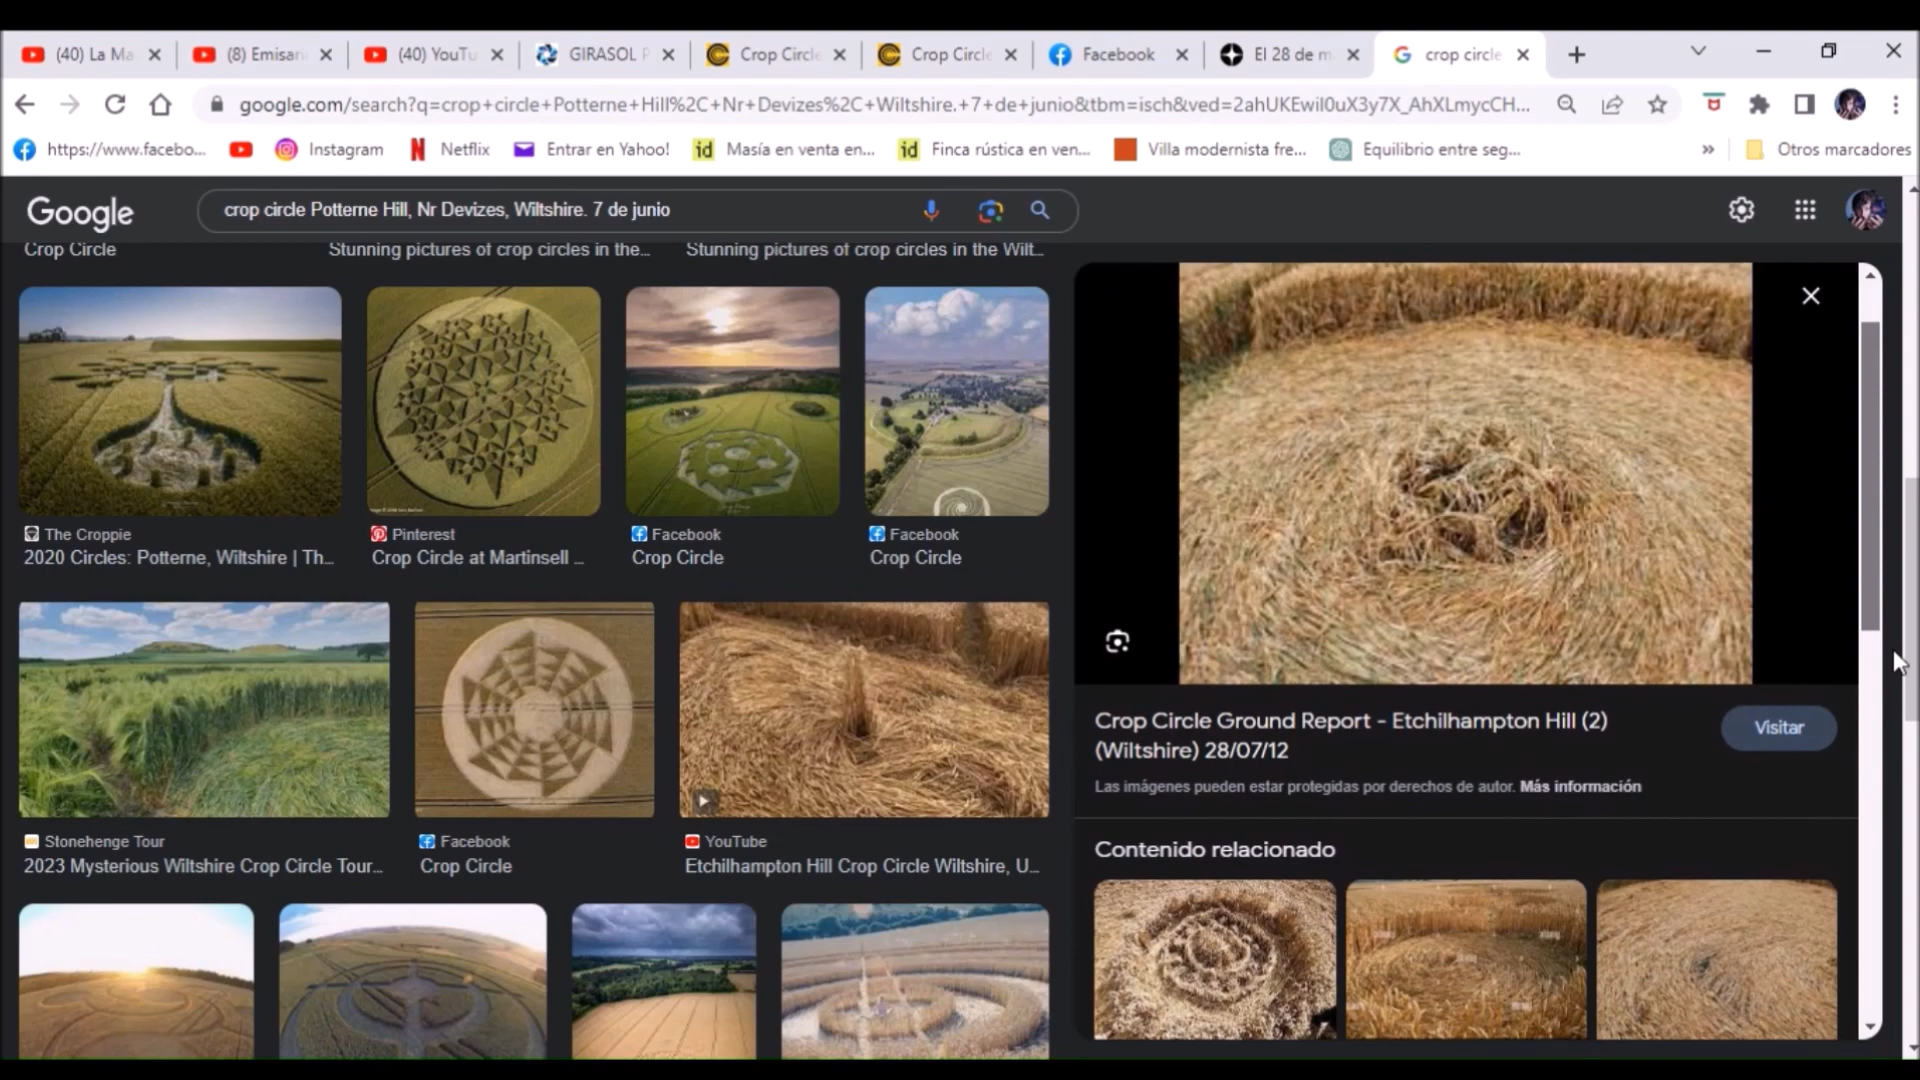 (40) La Ma
(8) Emisari
(40) YouTu
GIRASOL P
Crop Circle
Crop Circle
Facebook
El 28 de m
crop circle
google.com/search?q=crop+circle+Potterne+Hill%2C+Nr+Devizes%2C+Wiltshire.+7+de+junio&tbm=isch&ved=2ahUKEwil0uX3y7X_AhXLmycCH...
https://www.facebo...
Instagram
Netflix
Entrar en Yahoo!
id
Masía en venta en...
id
Finca rústica en ven...
Villa modernista fre...
Equilibrio entre seg...
»
Otros marcadores
Google
crop circle Potterne Hill, Nr Devizes, Wiltshire. 7 de junio
Crop Circle
Stunning pictures of crop circles in the...
Stunning pictures of crop circles in the Wilt...
The Croppie
2020 Circles: Potterne, Wiltshire | Th...
Pinterest
Crop Circle at Martinsell ...
Facebook
Crop Circle
Facebook
Crop Circle
Stonehenge Tour
2023 Mysterious Wiltshire Crop Circle Tour...
Facebook
Crop Circle
YouTube
Etchilhampton Hill Crop Circle Wiltshire, U...
Crop Circle Ground Report - Etchilhampton Hill (2)
(Wiltshire) 28/07/12
Visitar
Las imágenes pueden estar protegidas por derechos de autor. Más información
Contenido relacionado